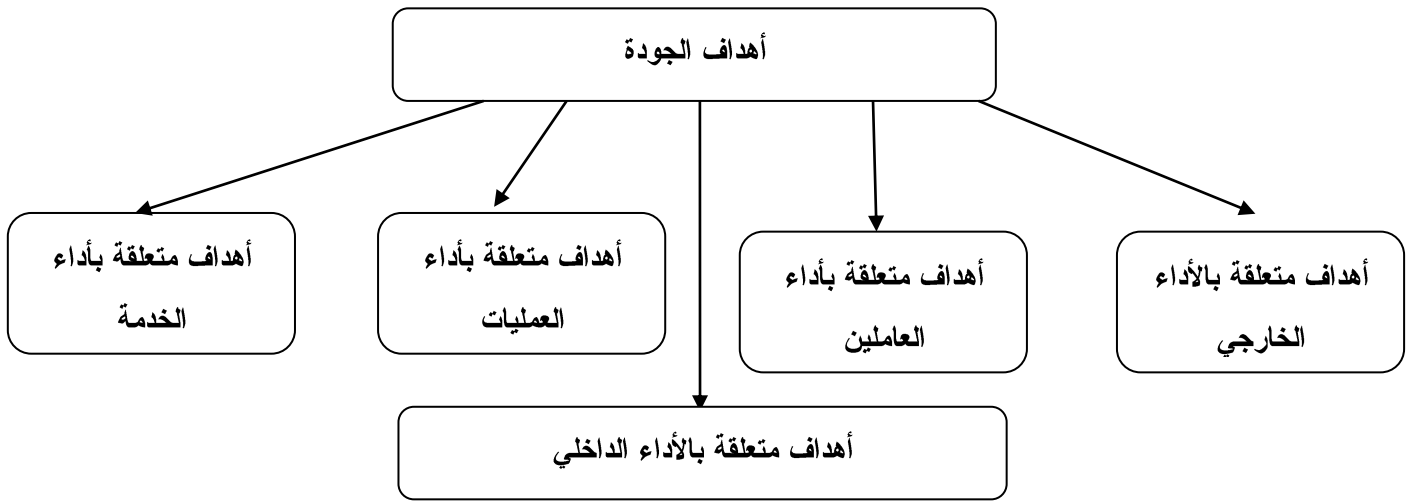 أهداف الجودة
أهداف متعلقة بالأداء
الخارجي
أهداف متعلقة بأداء
العاملين
أهداف متعلقة بأداء
العمليات
أهداف متعلقة بأداء
الخدمة
أهداف متعلقة بالأداء الداخلي